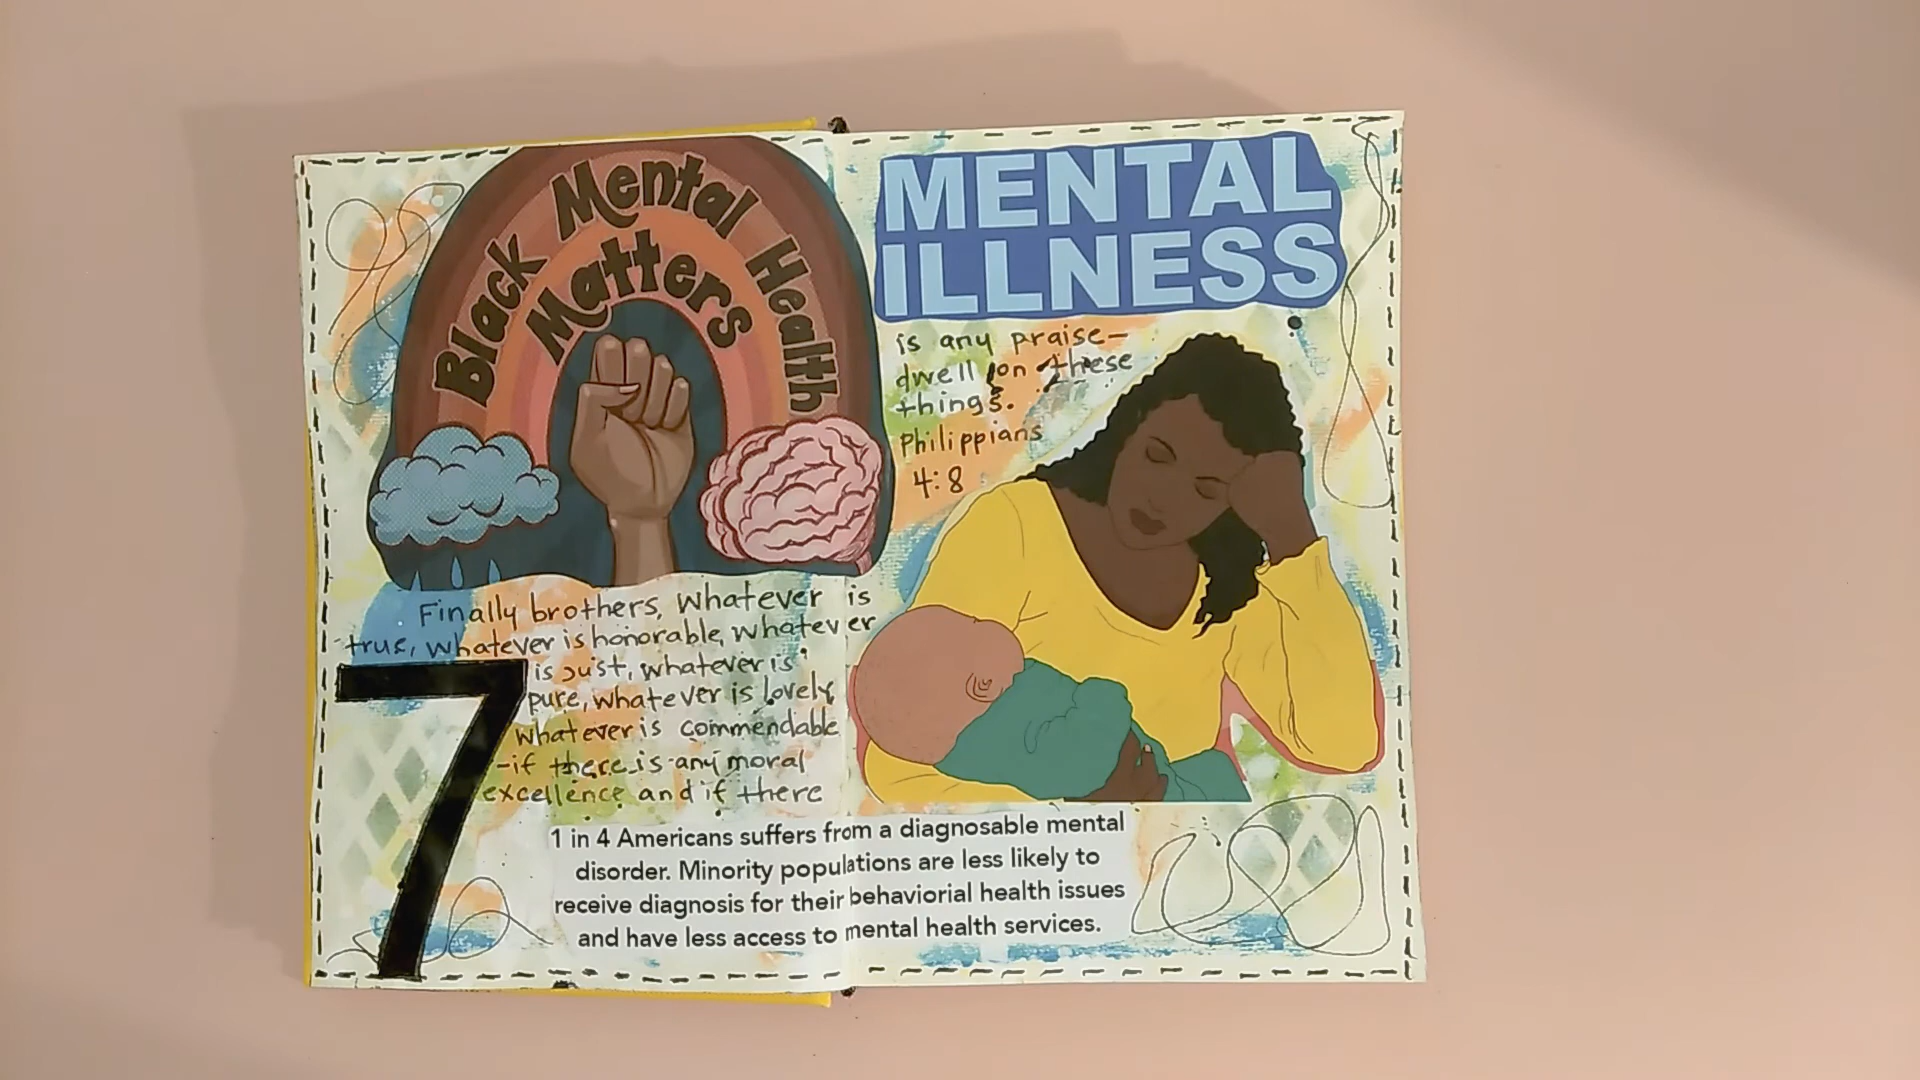 Black Mental Health
Matters
Finally brothers, whatever is
true, whatever is honorable, whatever
is just, whatever is
pure, whatever is lovely,
whatever is commendable
-if there is any moral
excellence and if there
7
MENTAL
ILLNESS
is any praise—
dwell on these
things.
Philippians
4:8
1 in 4 Americans suffers from a diagnosable mental
disorder. Minority populations are less likely to
receive diagnosis for their behaviorial health issues
and have less access to mental health services.